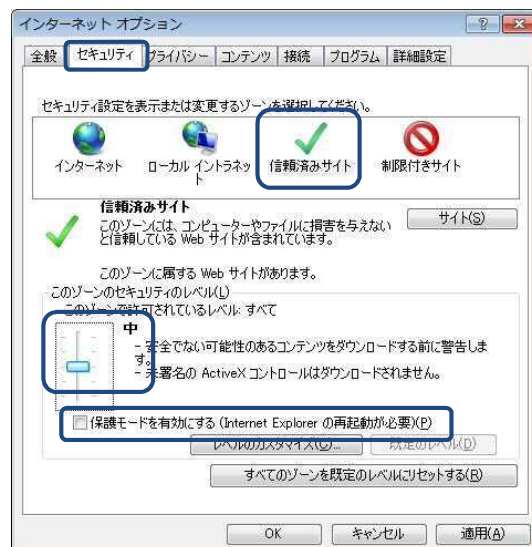 インターネット オプション
全般 セキュリティ プライバシー コンテンツ 接続 プログラム 詳細設定
セキュリティ設定を表示または変更するゾーンを選択してください。
インターネット ローカル イントラネット 信頼済みサイト 制限付きサイト
信頼済みサイト
サイト(S)
このゾーンには、コンピューターやファイルに損害を与えない
と信頼している Web サイトが含まれています。
このゾーンに属する Web サイトがあります。
このゾーンのセキュリティのレベル(L)
このゾーンで許可されているレベル: すべて
中
- 安全でない可能性のあるコンテンツをダウンロードする前に警告しま
す。
- 未署名の ActiveX コントロールはダウンロードされません。
保護モードを有効にする (Internet Explorer の再起動が必要)(P)
レベルのカスタマイズ(C)... 既定のレベル(D)
すべてのゾーンを既定のレベルにリセットする(R)
OK キャンセル 適用(A)